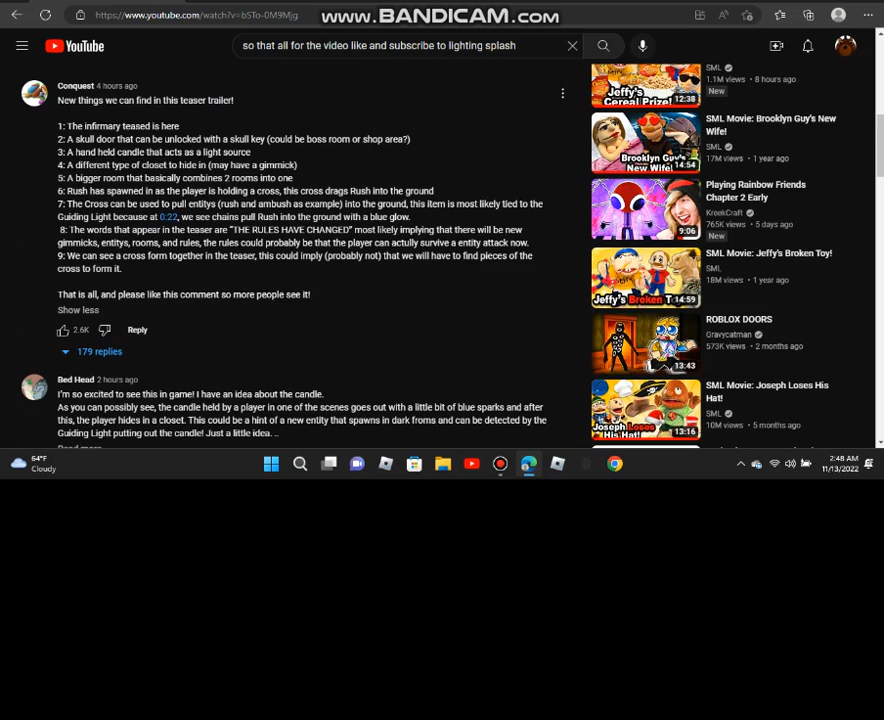 https://www.youtube.com/watch?v=bSTo-0M9Mjg
www.BANDICAM.com
YouTube
so that all for the video like and subscribe to lighting splash
Conquest 4 hours ago
New things we can find in this teaser trailer!
1: The infirmary teased is here
2: A skull door that can be unlocked with a skull key (could be boss room or shop area?)
3: A hand held candle that acts as a light source
4: A different type of closet to hide in (may have a gimmick)
5: A bigger room that basically combines 2 rooms into one
6: Rush has spawned in as the player is holding a cross, this cross drags Rush into the ground
7: The Cross can be used to pull entitys (rush and ambush as example) into the ground, this item is most likely tied to the
Guiding Light because at 0:22, we see chains pull Rush into the ground with a blue glow.
8: The words that appear in the teaser are "THE RULES HAVE CHANGED" most likely implying that there will be new
gimmicks, entitys, rooms, and rules, the rules could probably be that the player can actully survive a entity attack now.
9: We can see a cross form together in the teaser, this could imply (probably not) that we will have to find pieces of the
cross to form it.
That is all, and please like this comment so more people see it!
Show less
2.6K Reply
179 replies
Bed Head 2 hours ago
I'm so excited to see this in game! I have an idea about the candle.
As you can possibly see, the candle held by a player in one of the scenes goes out with a little bit of blue sparks and after
this, the player hides in a closet. This could be a hint of a new entity that spawns in dark froms and can be detected by the
Guiding Light putting out the candle! Just a little idea. ..
SML
1.1M views • 8 hours ago
New
Jeffy's
Cereal Prize!
12:38
SML Movie: Brooklyn Guy's New
Wife!
SML
17M views • 1 year ago
Brooklyn Guy's
New Wife!
14:54
Playing Rainbow Friends
Chapter 2 Early
KreekCraft
765K views • 5 days ago
New
9:06
SML Movie: Jeffy's Broken Toy!
SML
18M views • 1 year ago
Jeffy's Broken T
14:59
ROBLOX DOORS
Gravycatman
573K views • 2 months ago
13:43
SML Movie: Joseph Loses His
Hat!
SML
10M views • 5 months ago
Joseph Loses
His Hat!
13:16
64°F
Cloudy
2:48 AM
11/13/2022